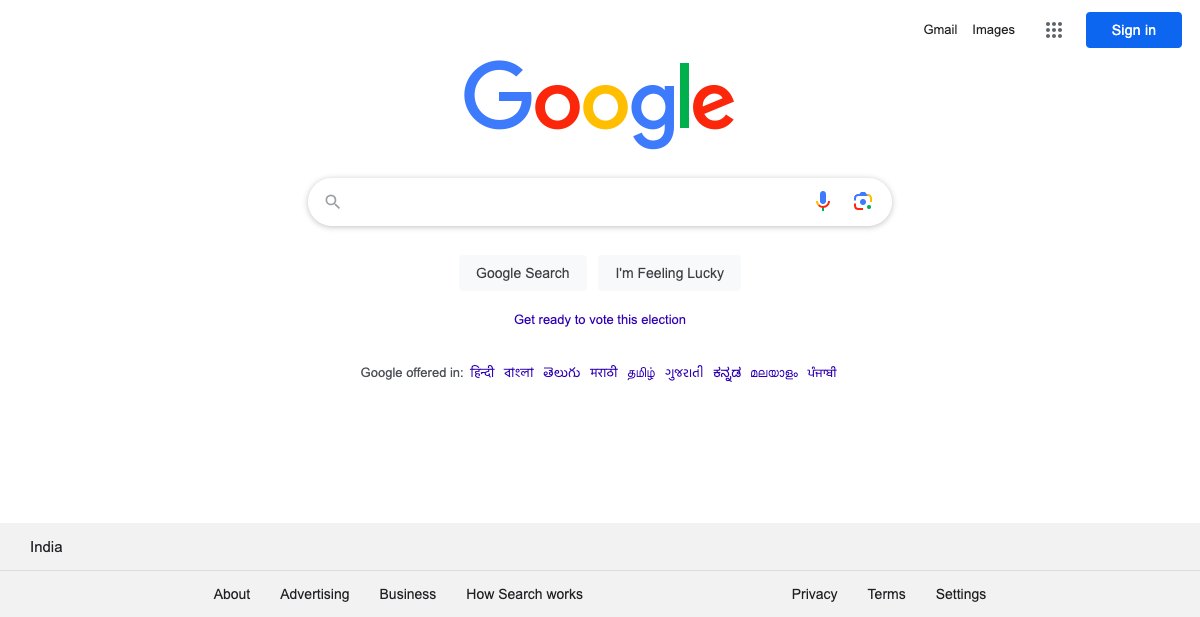 Gmail Images Sign in
Google
Google Search I'm Feeling Lucky
Get ready to vote this election
Google offered in: हिन्दी বাংলা తెలుగు मराठी தமிழ் ગુજરાતી ಕನ್ನಡ മലയാളം ਪੰਜਾਬੀ
India
About Advertising Business How Search works Privacy Terms Settings